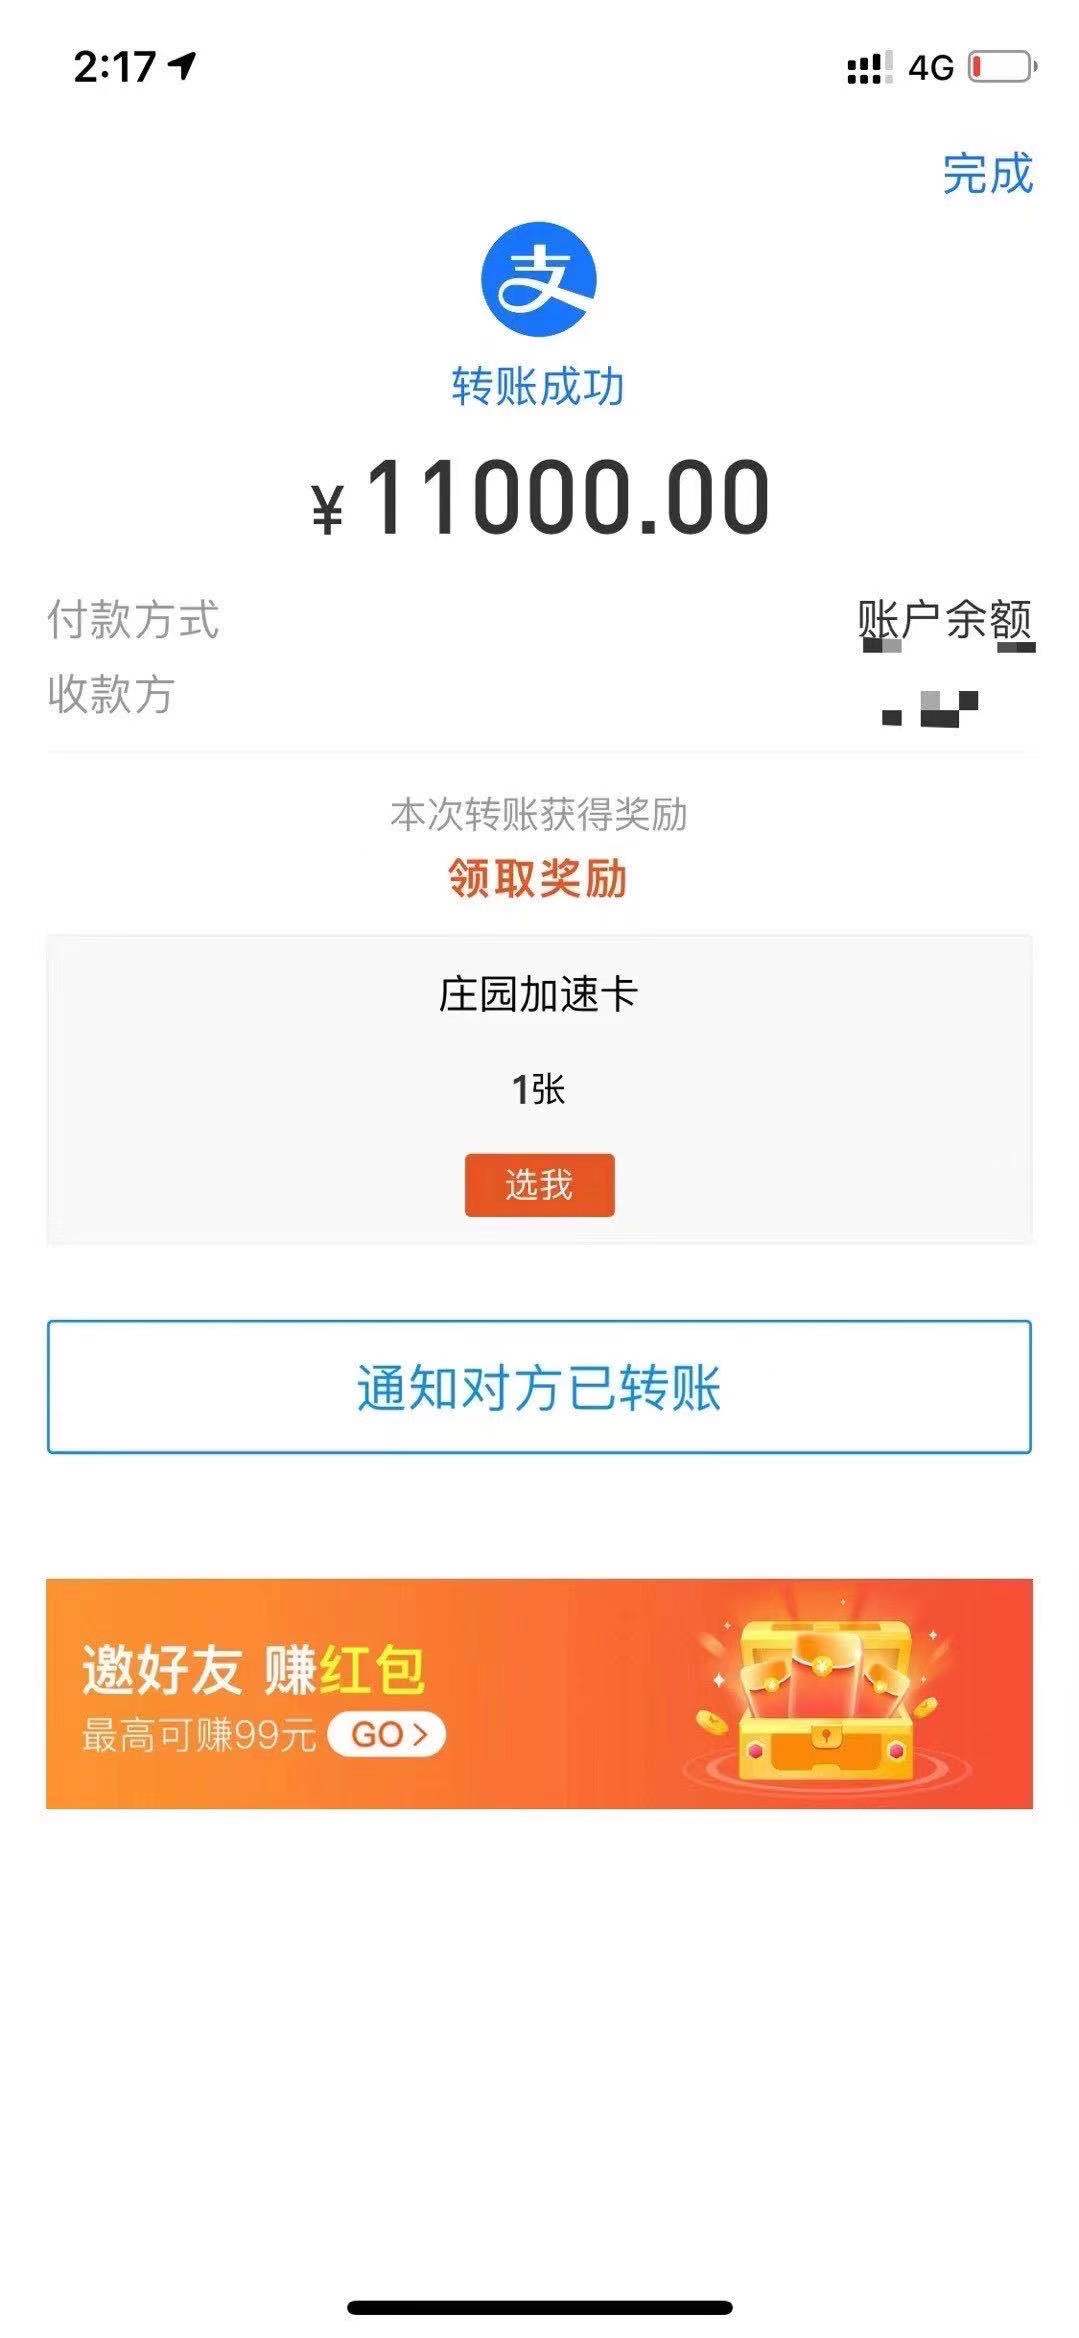 2:17 4G
完成
支
转账成功
¥11000.00
付款方式 账户余额
收款方
本次转账获得奖励
领取奖励
庄园加速卡
1张
选我
通知对方已转账
邀好友 赚红包
最高可赚99元 GO >